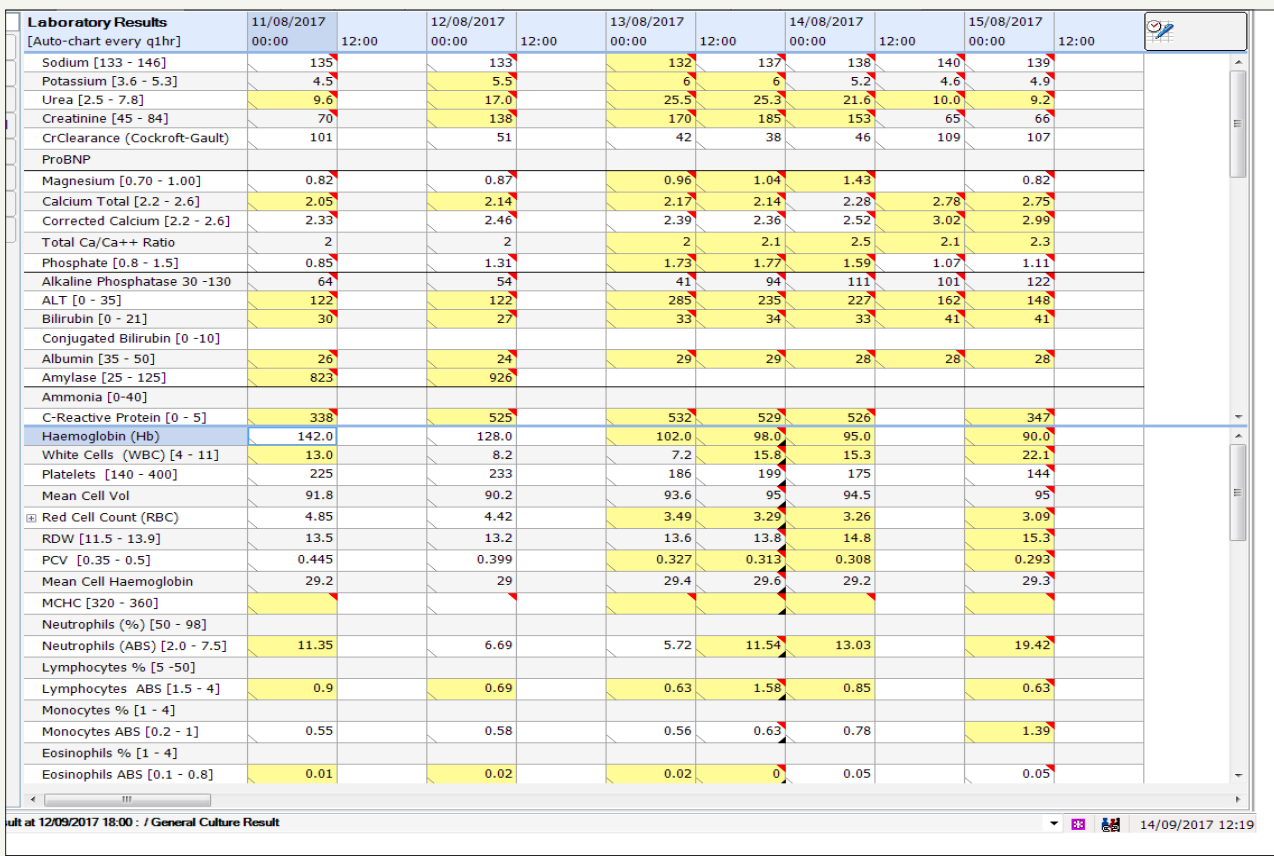 Laboratory Results 11/08/2017 12/08/2017 13/08/2017 14/08/2017 15/08/2017
[Auto-chart every q1hr] 00:00 12:00 00:00 12:00 00:00 12:00 00:00 12:00 00:00 12:00
Sodium [133 - 146] 135 133 132 137 138 140 139
Potassium [3.6 - 5.3] 4.5 5.5 6 6 5.2 4.6 4.9
Urea [2.5 - 7.8] 9.6 17.0 25.5 25.3 21.6 10.0 9.2
Creatinine [45 - 84] 70 138 170 185 153 65 66
CrClearance (Cockroft-Gault) 101 51 42 38 46 109 107
ProBNP
Magnesium [0.70 - 1.00] 0.82 0.87 0.96 1.04 1.43 0.82
Calcium Total [2.2 - 2.6] 2.05 2.14 2.17 2.14 2.28 2.78 2.75
Corrected Calcium [2.2 - 2.6] 2.33 2.46 2.39 2.36 2.52 3.02 2.99
Total Ca/Ca++ Ratio 2 2 2 2.1 2.5 2.1 2.3
Phosphate [0.8 - 1.5] 0.85 1.31 1.73 1.77 1.59 1.07 1.11
Alkaline Phosphatase 30 -130 64 54 41 94 111 101 122
ALT [0 - 35] 122 122 285 235 227 162 148
Bilirubin [0 - 21] 30 27 33 34 33 41 41
Conjugated Bilirubin [0 -10]
Albumin [35 - 50] 26 24 29 29 28 28 28
Amylase [25 - 125] 823 926
Ammonia [0-40]
C-Reactive Protein [0 - 5] 338 525 532 529 526 347
Haemoglobin (Hb) 142.0 128.0 102.0 98.0 95.0 90.0
White Cells (WBC) [4 - 11] 13.0 8.2 7.2 15.8 15.3 22.1
Platelets [140 - 400] 225 233 186 199 175 144
Mean Cell Vol 91.8 90.2 93.6 95 94.5 95
Red Cell Count (RBC) 4.85 4.42 3.49 3.29 3.26 3.09
RDW [11.5 - 13.9] 13.5 13.2 13.6 13.8 14.8 15.3
PCV [0.35 - 0.5] 0.445 0.399 0.327 0.313 0.308 0.293
Mean Cell Haemoglobin 29.2 29 29.4 29.6 29.2 29.3
MCHC [320 - 360]
Neutrophils (%) [50 - 98]
Neutrophils (ABS) [2.0 - 7.5] 11.35 6.69 5.72 11.54 13.03 19.42
Lymphocytes % [5 -50]
Lymphocytes ABS [1.5 - 4] 0.9 0.69 0.63 1.58 0.85 0.63
Monocytes % [1 - 4]
Monocytes ABS [0.2 - 1] 0.55 0.58 0.56 0.63 0.78 1.39
Eosinophils % [1 - 4]
Eosinophils ABS [0.1 - 0.8] 0.01 0.02 0.02 0 0.05 0.05
ult at 12/09/2017 18:00 : / General Culture Result 14/09/2017 12:19